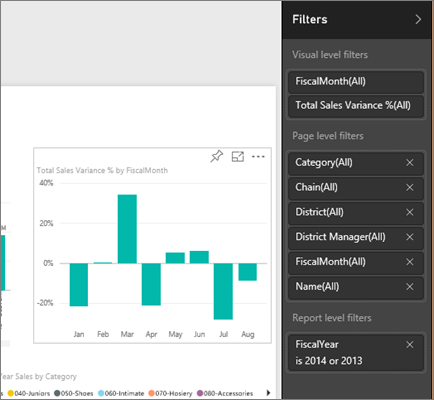 Filters
Visual level filters
FiscalMonth(All)
Total Sales Variance %(All)
Page level filters
Category(All)
Chain(All)
District(All)
District Manager(All)
FiscalMonth(All)
Name(All)
Report level filters
FiscalYear
is 2014 or 2013
Total Sales Variance % by FiscalMonth
40%
20%
0%
-20%
Jan Feb Mar Apr May Jun Jul Aug
Year Sales by Category
040-Juniors 050-Shoes 060-Intimate 070-Hosiery 080-Accessories